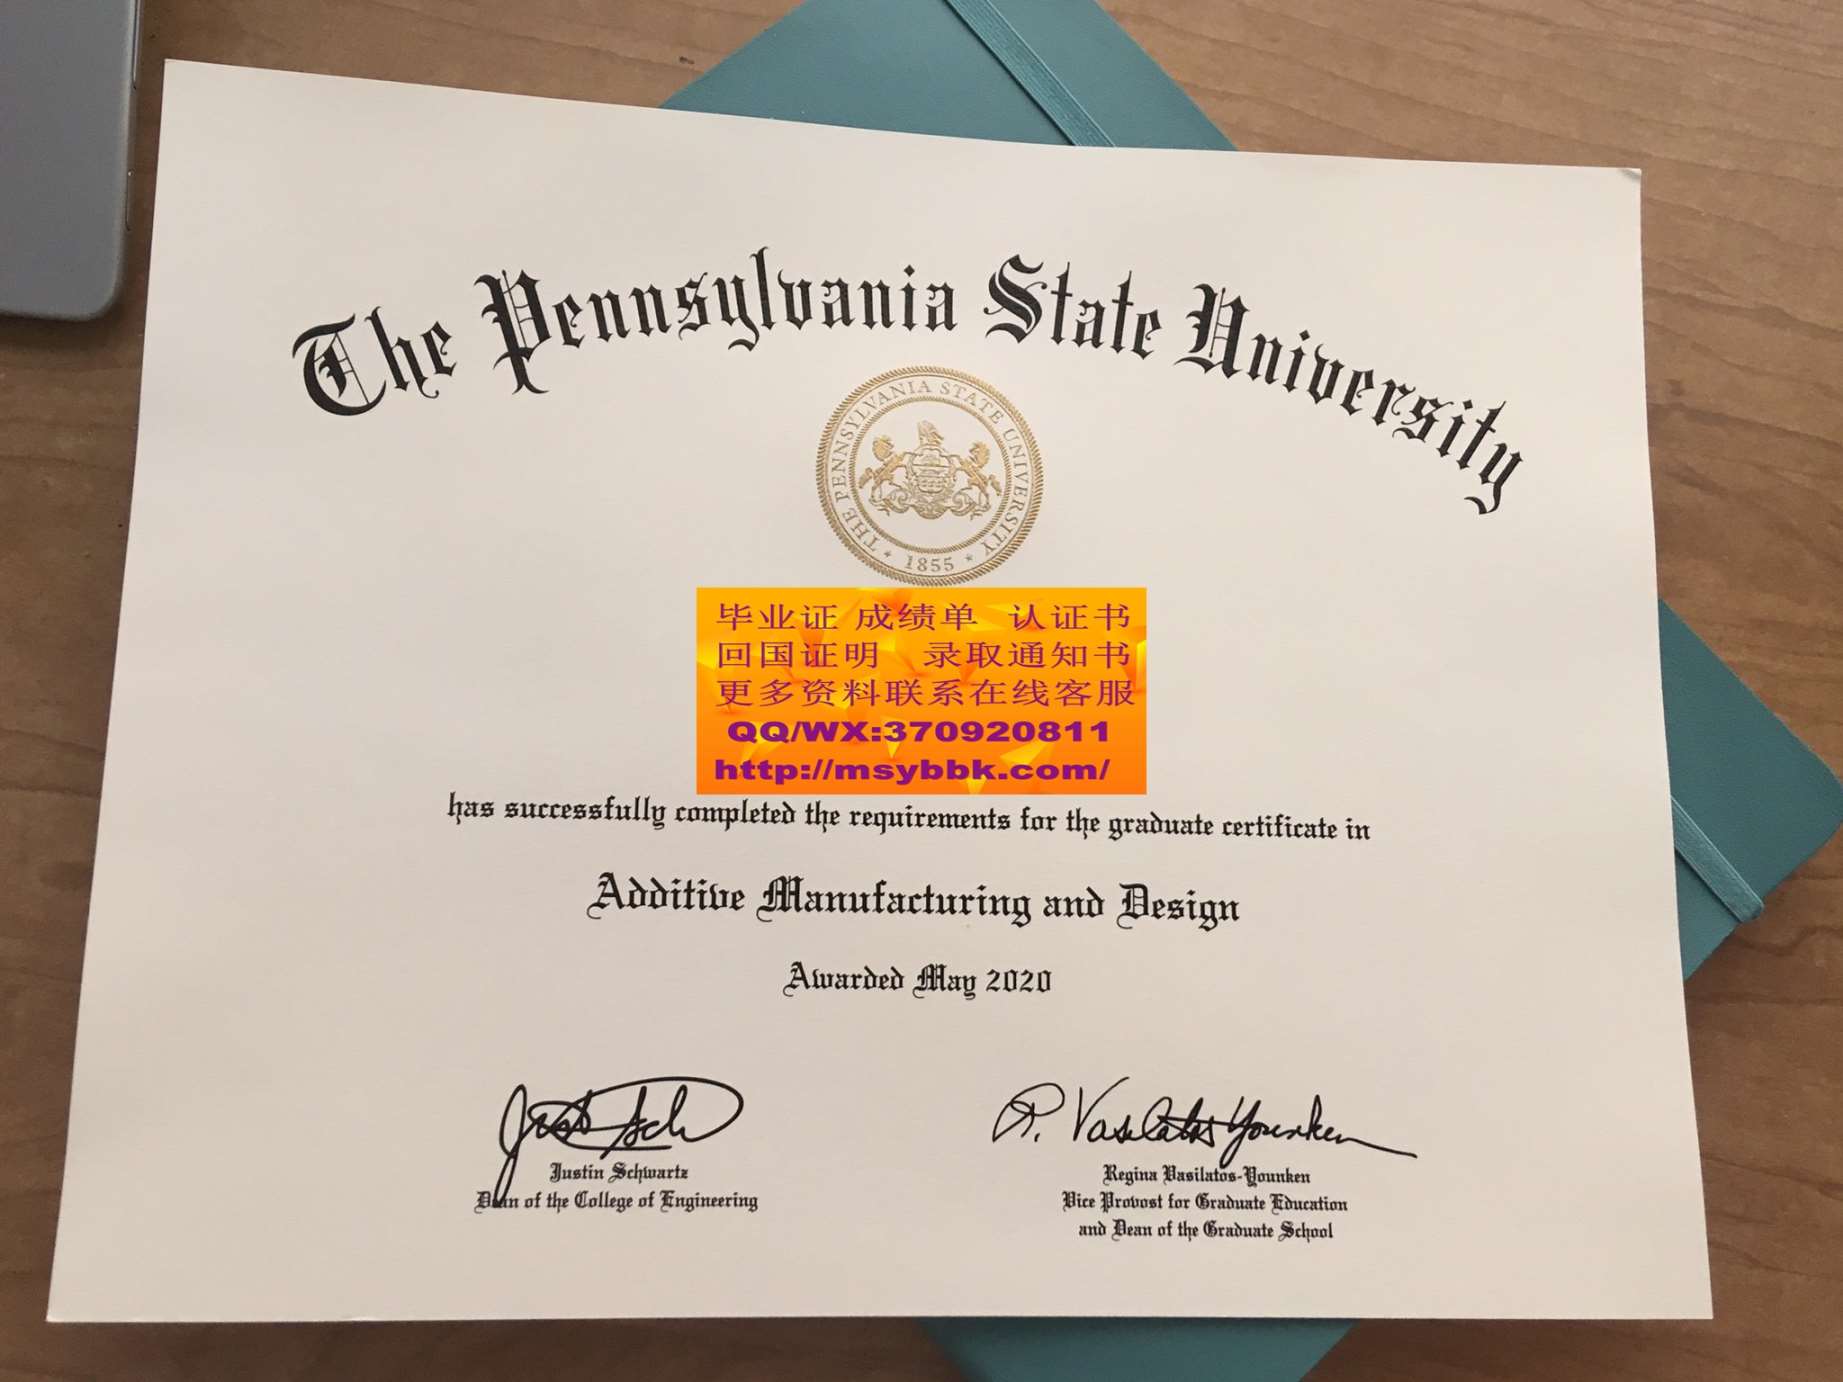 The Pennsylvania State University
THE PENNSYLVANIA STATE UNIVERSITY
1855
毕业证 成绩单 认证书
回国证明 录取通知书
更多资料联系在线客服
QQ/WX:370920811
http://msybbk.com/
has successfully completed the requirements for the graduate certificate in
Additive Manufacturing and Design
Awarded May 2020
R. Vasilatos-Younken
Justin Schwartz
Dean of the College of Engineering
Regina Vasilatos-Younken
Vice Provost for Graduate Education
and Dean of the Graduate School